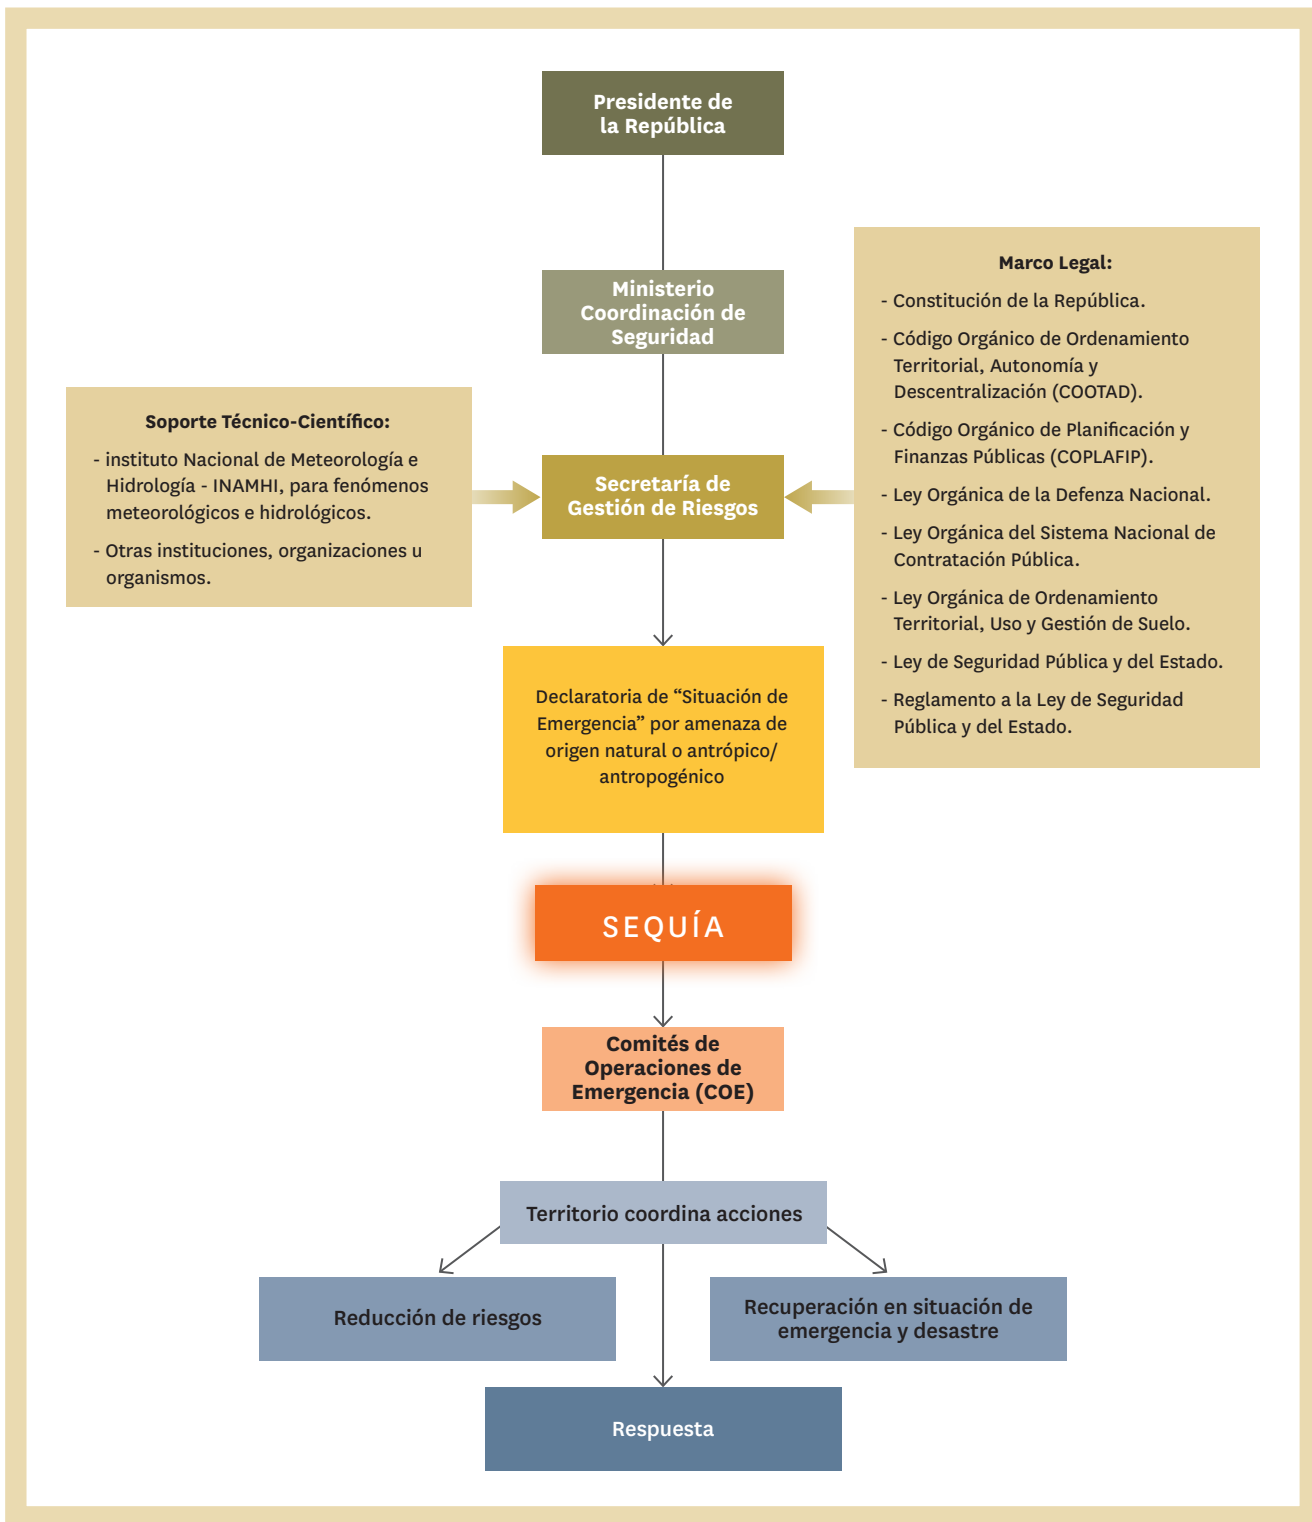 Presidente de
la República
Ministerio
Coordinación de
Seguridad
Marco Legal:
- Constitución de la República.
- Código Orgánico de Ordenamiento
Territorial, Autonomía y
Descentralización (COOTAD).
- Código Orgánico de Planificación y
Finanzas Públicas (COPLAFIP).
- Ley Orgánica de la Defenza Nacional.
- Ley Orgánica del Sistema Nacional de
Contratación Pública.
- Ley Orgánica de Ordenamiento
Territorial, Uso y Gestión de Suelo.
- Ley de Seguridad Pública y del Estado.
- Reglamento a la Ley de Seguridad
Pública y del Estado.
Soporte Técnico-Científico:
- instituto Nacional de Meteorología e
Hidrología - INAMHI, para fenómenos
meteorológicos e hidrológicos.
- Otras instituciones, organizaciones u
organismos.
Secretaría de
Gestión de Riesgos
Declaratoria de “Situación de
Emergencia” por amenaza de
origen natural o antrópico/
antropogénico
SEQUÍA
Comités de
Operaciones de
Emergencia (COE)
Territorio coordina acciones
Reducción de riesgos
Recuperación en situación de
emergencia y desastre
Respuesta